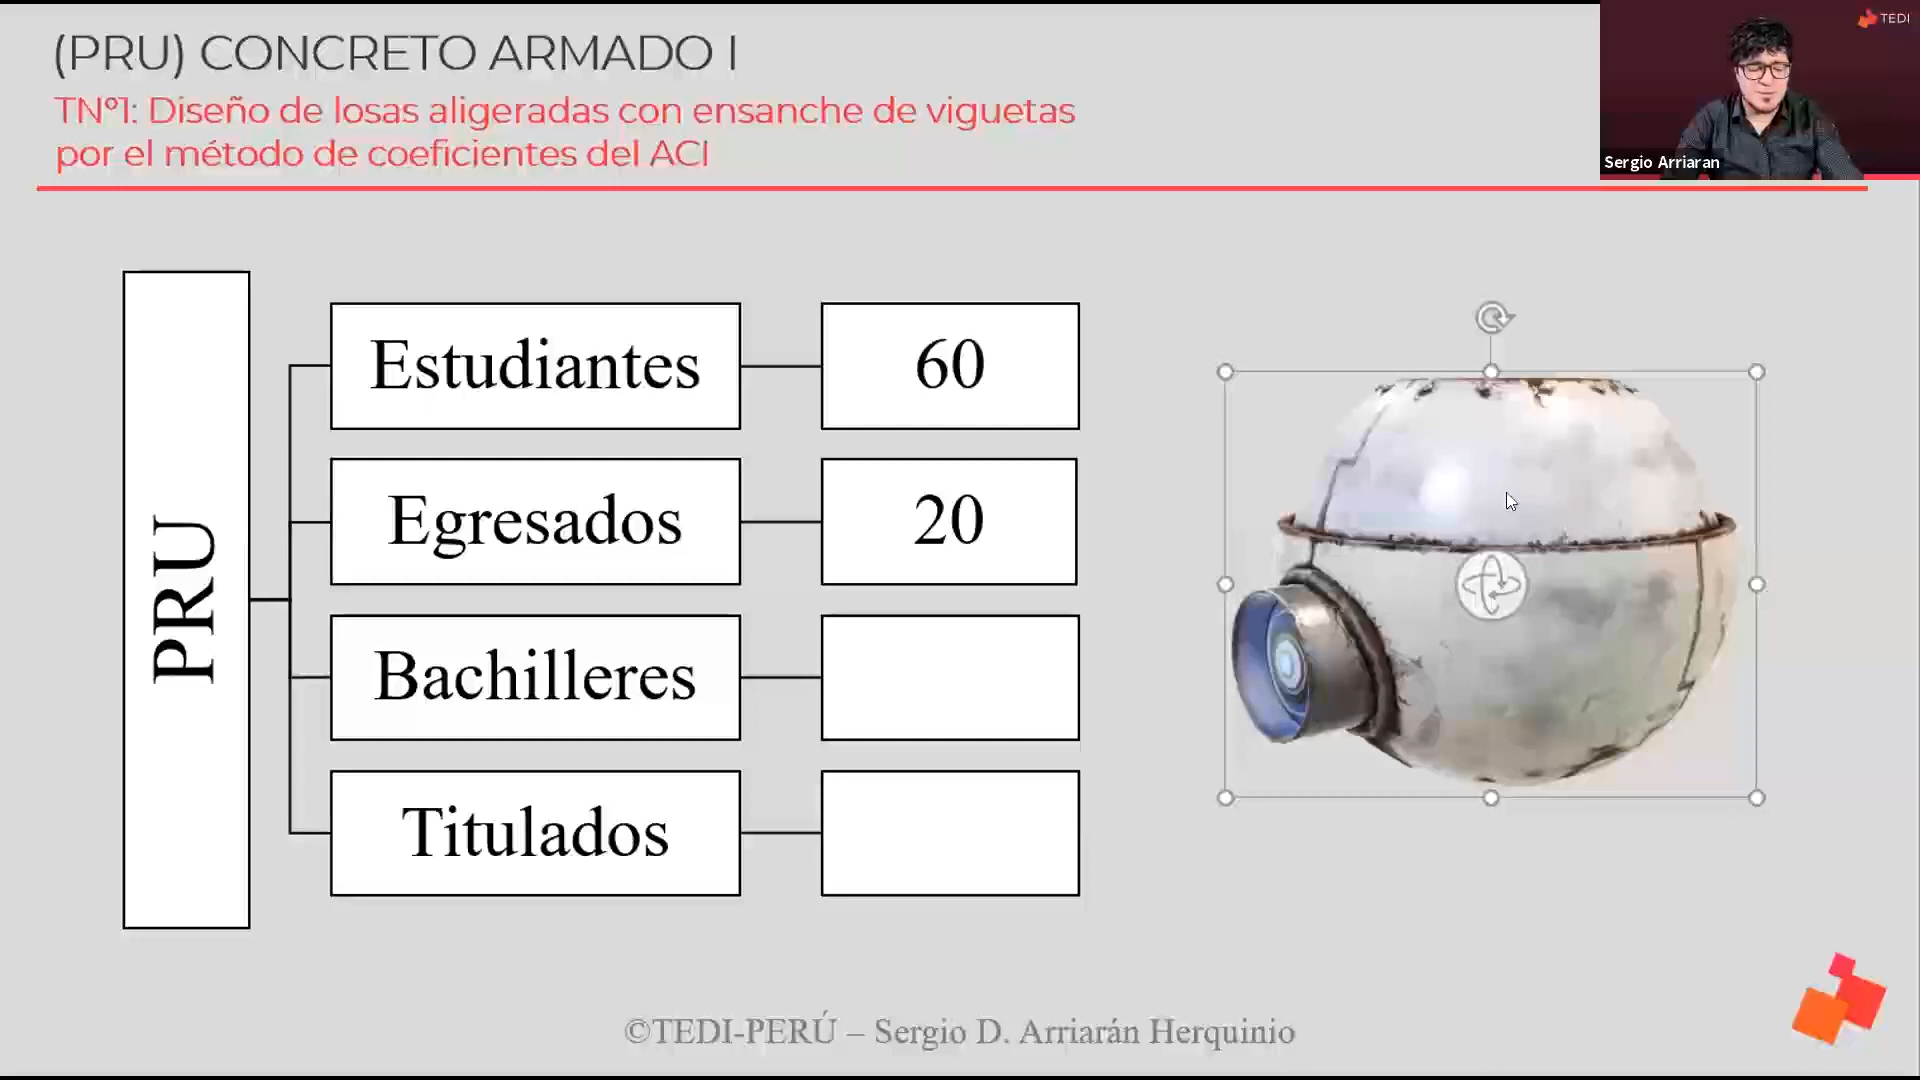 (PRU) CONCRETO ARMADO I
TN°1: Diseño de losas aligeradas con ensanche de viguetas
por el método de coeficientes del ACI
TEDI
Sergio Arriaran
PRU
Estudiantes
60
Egresados
20
Bachilleres
Titulados
©TEDI-PERÚ – Sergio D. Arriarán Herquinio